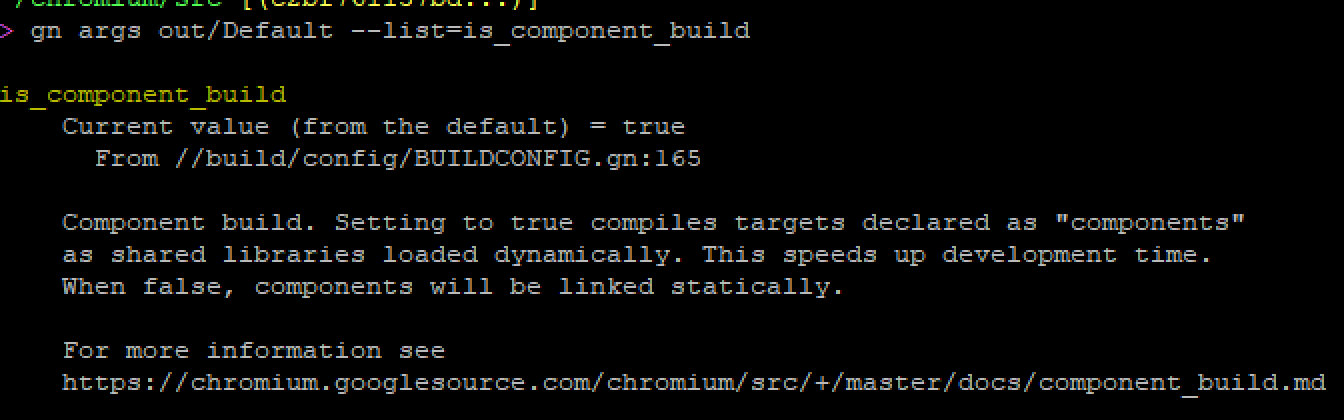 > gn args out/Default --list=is_component_build
is_component_build
Current value (from the default) = true
From //build/config/BUILDCONFIG.gn:165
Component build. Setting to true compiles targets declared as "components"
as shared libraries loaded dynamically. This speeds up development time.
When false, components will be linked statically.
For more information see
https://chromium.googlesource.com/chromium/src/+/master/docs/component_build.md